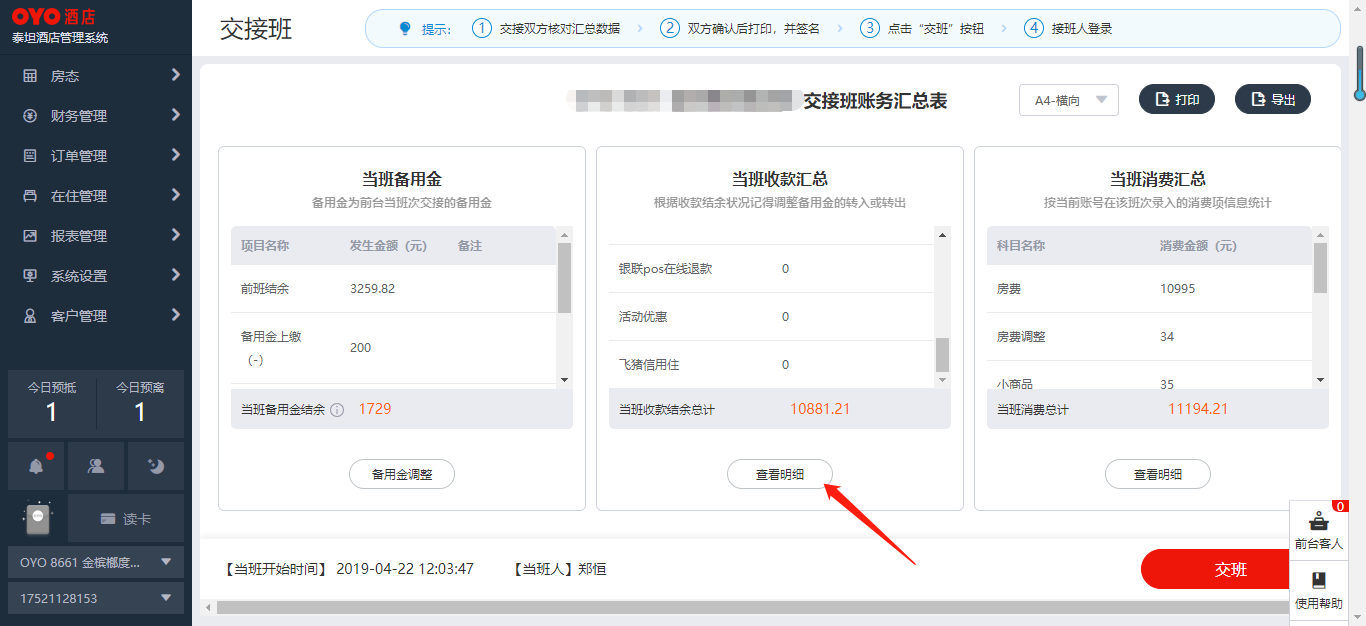 OYO 酒店
泰坦酒店管理系统
房态
财务管理
订单管理
在住管理
报表管理
系统设置
客户管理
今日预抵 今日预离
1 1
读卡
OYO 8661 金槟榔度...
17521128153
交接班
提示: 1 交接双方核对汇总数据 2 双方确认后打印，并签名 3 点击“交班”按钮 4 接班人登录
交接班账务汇总表
A4-横向
打印
导出
当班备用金
备用金为前台当班次交接的备用金
项目名称 发生金额（元） 备注
前班结余 3259.82
备用金上缴
（-） 200
当班备用金结余 1729
备用金调整
当班收款汇总
根据收款结余状况记得调整备用金的转入或转出
银联pos在线退款 0
活动优惠 0
飞猪信用住 0
当班收款结余总计 10881.21
查看明细
当班消费汇总
按当前账号在该班次录入的消费项信息统计
科目名称 消费金额（元）
房费 10995
房费调整 34
小商品 35
当班消费总计 11194.21
查看明细
【当班开始时间】 2019-04-22 12:03:47 【当班人】郑恒
交班
0
前台客人
使用帮助